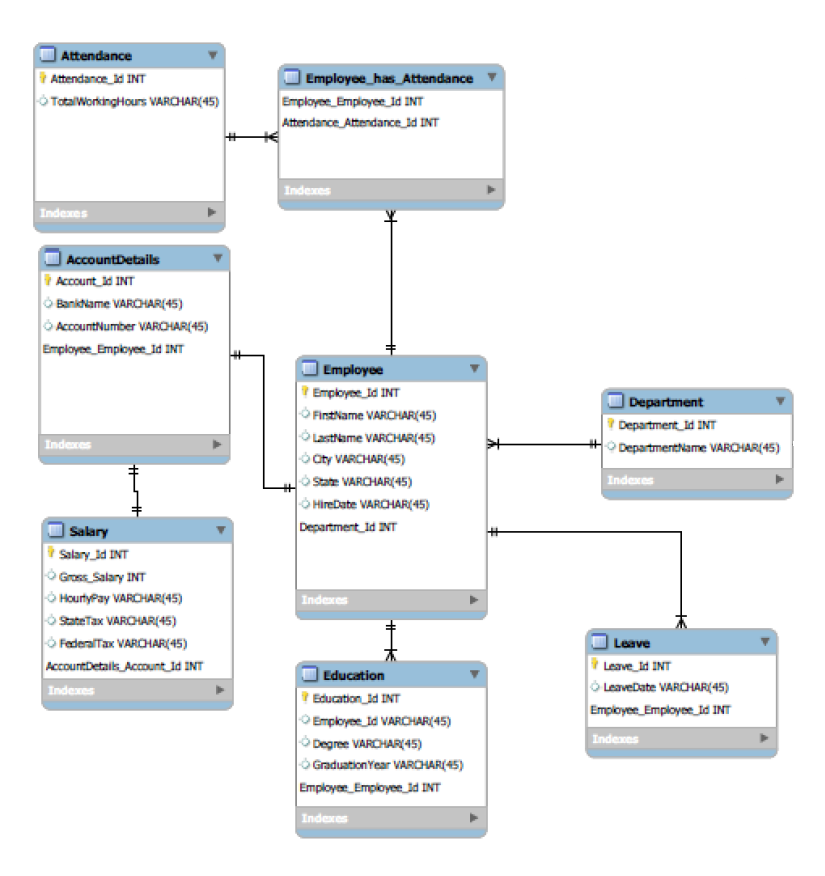 Attendance
Attendance_Id INT
TotalWorkingHours VARCHAR(45)
Indexes
Employee_has_Attendance
Employee_Employee_Id INT
Attendance_Attendance_Id INT
Indexes
AccountDetails
Account_Id INT
BankName VARCHAR(45)
AccountNumber VARCHAR(45)
Employee_Employee_Id INT
Indexes
Employee
Employee_Id INT
FirstName VARCHAR(45)
LastName VARCHAR(45)
City VARCHAR(45)
State VARCHAR(45)
HireDate VARCHAR(45)
Department_Id INT
Indexes
Department
Department_Id INT
DepartmentName VARCHAR(45)
Indexes
Salary
Salary_Id INT
Gross_Salary INT
HourlyPay VARCHAR(45)
StateTax VARCHAR(45)
FederalTax VARCHAR(45)
AccountDetails_Account_Id INT
Indexes
Education
Education_Id INT
Employee_Id VARCHAR(45)
Degree VARCHAR(45)
GraduationYear VARCHAR(45)
Employee_Employee_Id INT
Indexes
Leave
Leave_Id INT
LeaveDate VARCHAR(45)
Employee_Employee_Id INT
Indexes